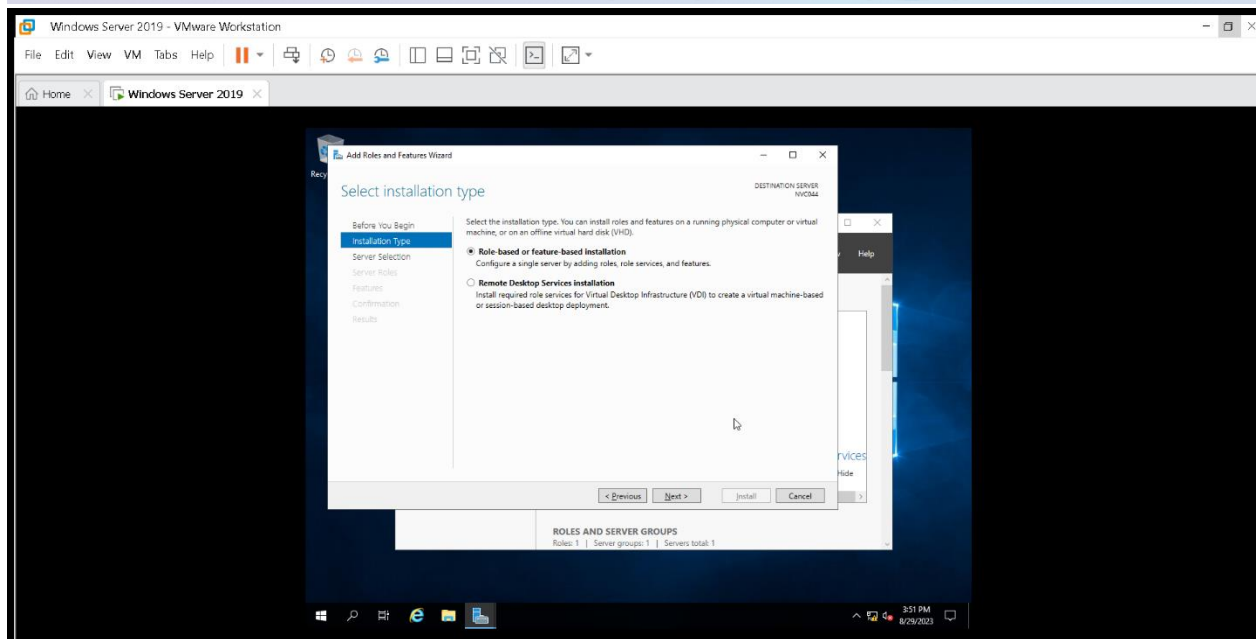 Windows Server 2019 - VMware Workstation
File Edit View VM Tabs Help
Home
Windows Server 2019
Add Roles and Features Wizard
Select installation type
DESTINATION SERVER
NVC044
Before You Begin
Installation Type
Server Selection
Server Roles
Features
Confirmation
Results
Select the installation type. You can install roles and features on a running physical computer or virtual
machine, or on an offline virtual hard disk (VHD).
Role-based or feature-based installation
Configure a single server by adding roles, role services, and features.
Remote Desktop Services installation
Install required role services for Virtual Desktop Infrastructure (VDI) to create a virtual machine-based
or session-based desktop deployment.
< Previous
Next >
Install
Cancel
Recy
Help
rvices
Hide
ROLES AND SERVER GROUPS
Roles: 1 | Server groups: 1 | Servers total: 1
3:51 PM
8/29/2023